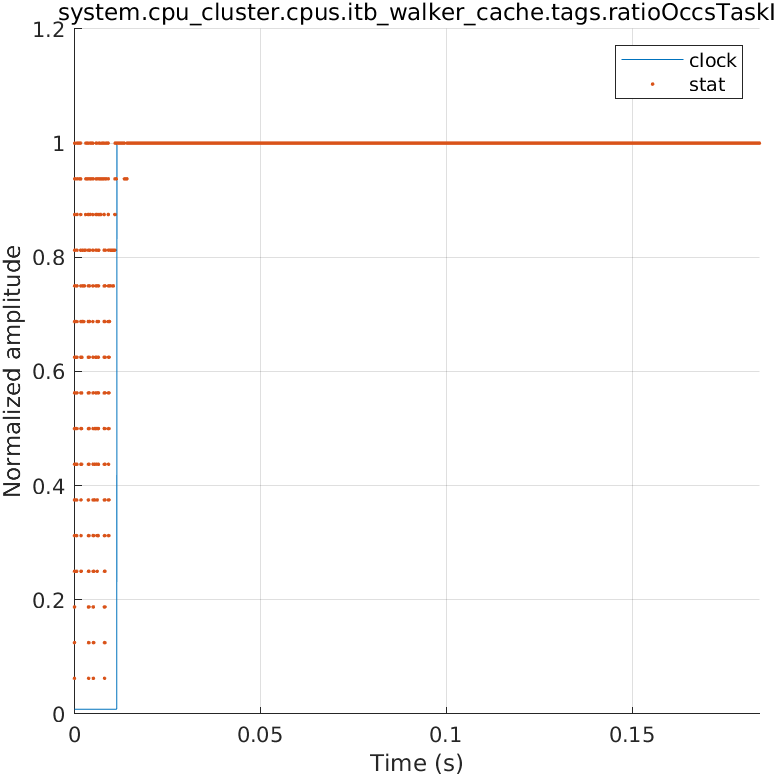 system.cpu_cluster.cpus.itb_walker_cache.tags.ratioOccsTaskI
1.2
1
0.8
0.6
0.4
0.2
0
Normalized amplitude
clock
stat
0
0.05
0.1
0.15
Time (s)